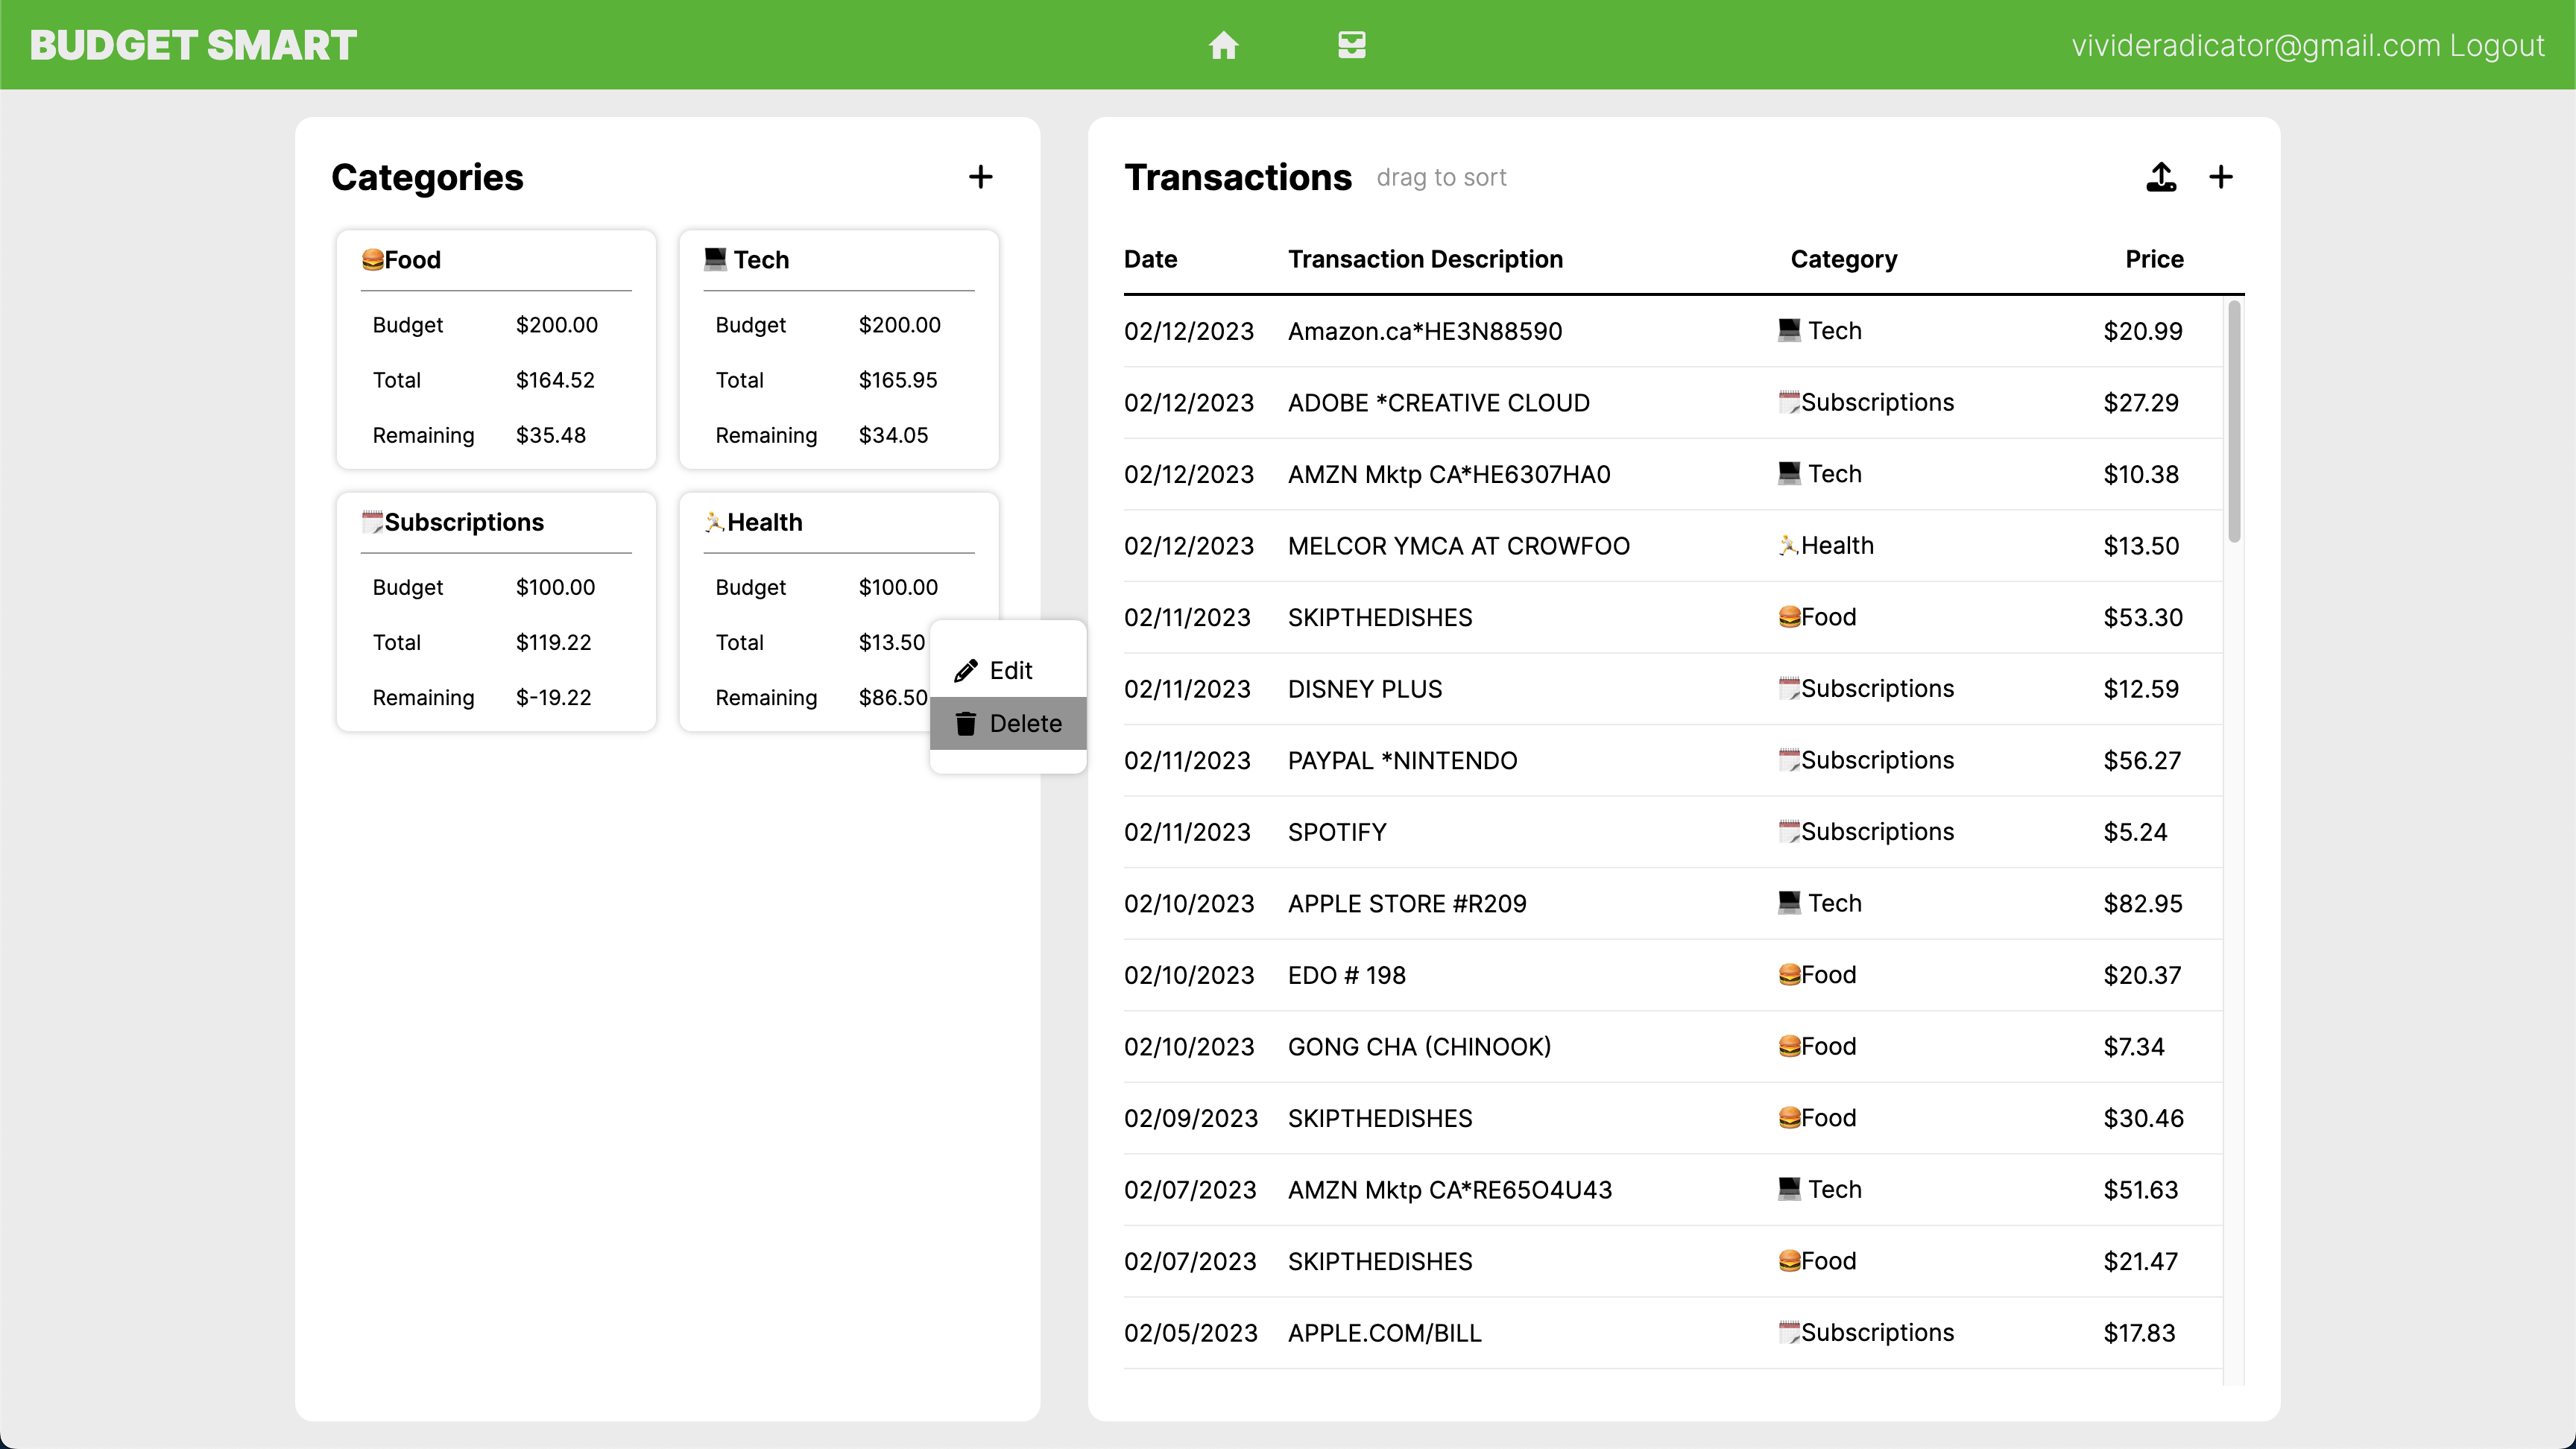 BUDGET SMART
vivideradicator@gmail.com Logout
Categories
Food
Budget $200.00
Total $164.52
Remaining $35.48
Tech
Budget $200.00
Total $165.95
Remaining $34.05
Subscriptions
Budget $100.00
Total $119.22
Remaining $-19.22
Health
Budget $100.00
Total $13.50
Remaining $86.50
Edit
Delete
Transactions drag to sort
Date Transaction Description Category Price
02/12/2023 Amazon.ca*HE3N88590 Tech $20.99
02/12/2023 ADOBE *CREATIVE CLOUD Subscriptions $27.29
02/12/2023 AMZN Mktp CA*HE6307HA0 Tech $10.38
02/12/2023 MELCOR YMCA AT CROWFOO Health $13.50
02/11/2023 SKIPTHEDISHES Food $53.30
02/11/2023 DISNEY PLUS Subscriptions $12.59
02/11/2023 PAYPAL *NINTENDO Subscriptions $56.27
02/11/2023 SPOTIFY Subscriptions $5.24
02/10/2023 APPLE STORE #R209 Tech $82.95
02/10/2023 EDO # 198 Food $20.37
02/10/2023 GONG CHA (CHINOOK) Food $7.34
02/09/2023 SKIPTHEDISHES Food $30.46
02/07/2023 AMZN Mktp CA*RE65O4U43 Tech $51.63
02/07/2023 SKIPTHEDISHES Food $21.47
02/05/2023 APPLE.COM/BILL Subscriptions $17.83